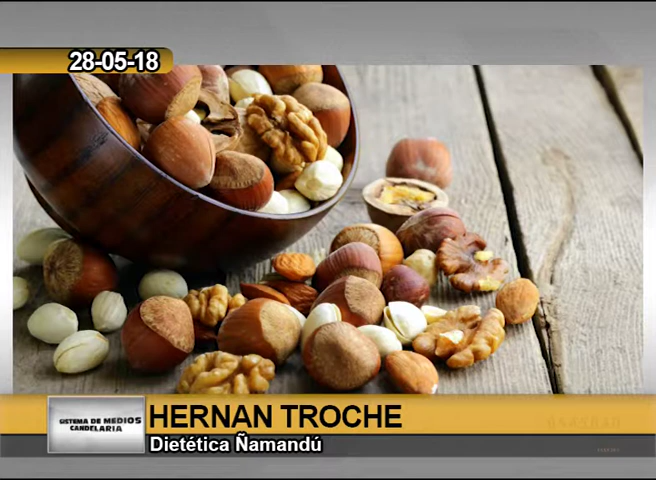 28-05-18
SISTEMA DE MEDIOS
CANDELARIA
HERNAN TROCHE
Dietética Ñamandú